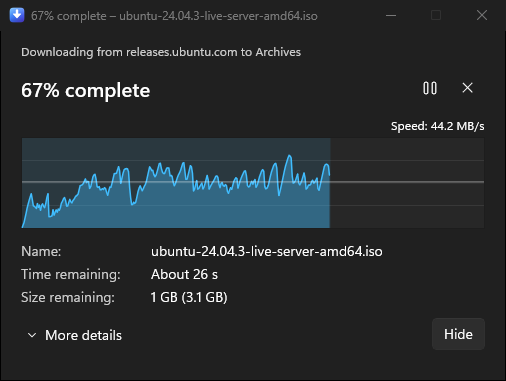 67% complete – ubuntu-24.04.3-live-server-amd64.iso
Downloading from releases.ubuntu.com to Archives
67% complete
Speed: 44.2 MB/s
Name: ubuntu-24.04.3-live-server-amd64.iso
Time remaining: About 26 s
Size remaining: 1 GB (3.1 GB)
More details
Hide